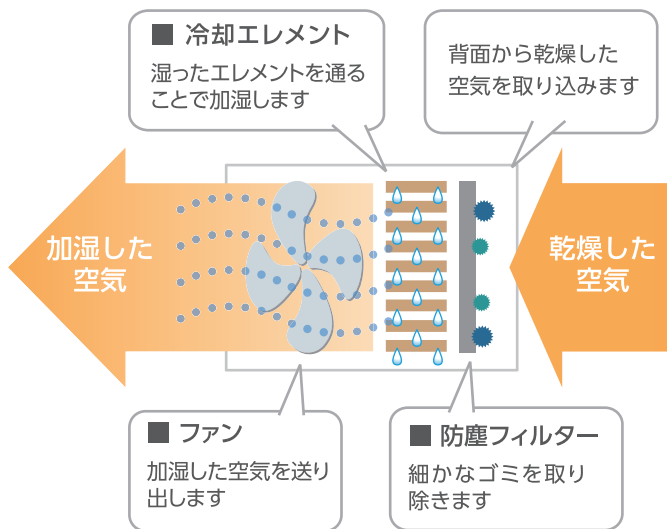 ■ 冷却エレメント
湿ったエレメントを通る
ことで加湿します
背面から乾燥した
空気を取り込みます
加湿した
空気
乾燥した
空気
■ ファン
加湿した空気を送り
出します
■ 防塵フィルター
細かなゴミを取り
除きます